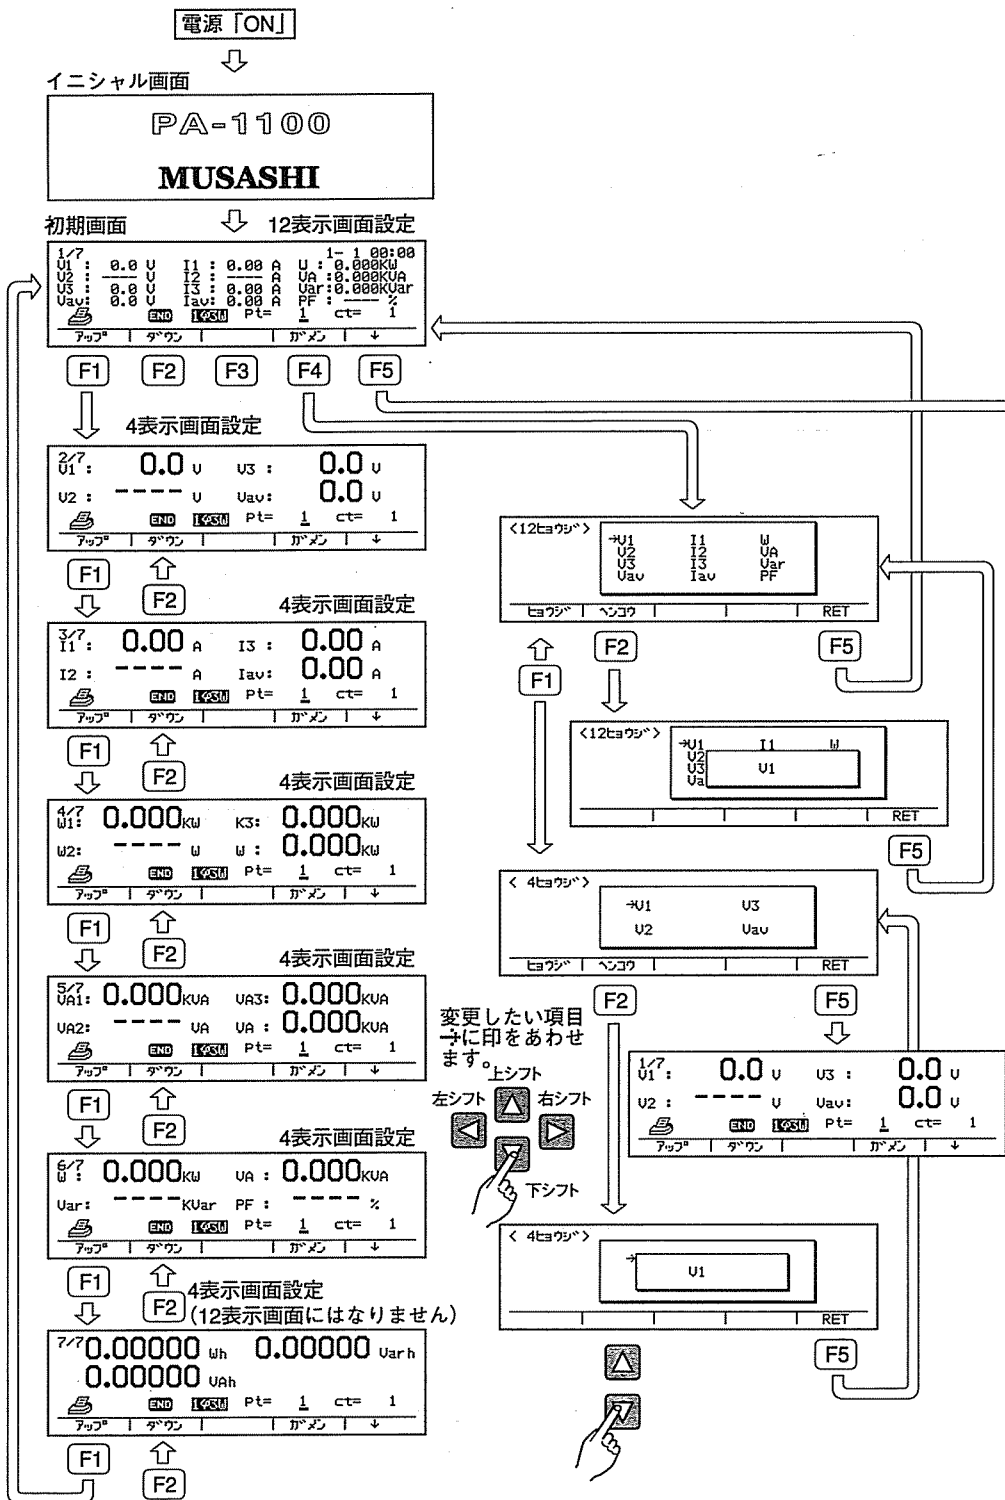 電源「ON」
イニシャル画面
PA-1100
MUSASHI
初期画面
12表示画面設定
1/7 1- 1 00:00
V1 : 0.0 V I1 : 0.00 A U : 0.000KW
V2 : ---- V I2 : ---- A VA :0.000KVA
V3 : 0.0 V I3 : 0.00 A Var:0.000KVar
Vav: 0.0 V Iav: 0.00 A PF : ---- %
END 1φ3W Pt= 1 ct= 1
アップ ダウン ガメン ↓
F1 F2 F3 F4 F5
4表示画面設定
2/7
V1: 0.0 V V3 : 0.0 V
V2 : ---- V Vav: 0.0 V
END 1φ3W Pt= 1 ct= 1
アップ ダウン ガメン ↓
F1
F2
4表示画面設定
3/7
I1: 0.00 A I3 : 0.00 A
I2 : ---- A Iav: 0.00 A
END 1φ3W Pt= 1 ct= 1
アップ ダウン ガメン ↓
F1
F2
4表示画面設定
4/7
W1: 0.000KW K3: 0.000KW
W2: ---- W W : 0.000KW
END 1φ3W Pt= 1 ct= 1
アップ ダウン ガメン ↓
F1
F2
4表示画面設定
5/7
VA1: 0.000KVA VA3: 0.000KVA
VA2: ---- VA VA : 0.000KVA
END 1φ3W Pt= 1 ct= 1
アップ ダウン ガメン ↓
F1
F2
4表示画面設定
6/7
W : 0.000KW VA : 0.000KVA
Var: ---- KVar PF : ---- %
END 1φ3W Pt= 1 ct= 1
アップ ダウン ガメン ↓
F1
F2
4表示画面設定
(12表示画面にはなりません)
7/7 0.00000 Wh 0.00000 Varh
0.00000 VAh
END 1φ3W Pt= 1 ct= 1
アップ ダウン ガメン ↓
F1
F2
<12ヒョウジ>
→V1 I1 W
V2 I2 VA
V3 I3 Var
Vav Iav PF
ヒョウジ ヘンコウ RET
F1
F2
F5
<12ヒョウジ>
→V1 I1 W
V2
V3 V1
Va
RET
F5
< 4ヒョウジ>
→V1 V3
V2 Vav
ヒョウジ ヘンコウ RET
F2
F5
変更したい項目
→に印をあわせ
ます。
上シフト
左シフト
右シフト
下シフト
1/7
V1: 0.0 V V3 : 0.0 V
V2 : ---- V Vav: 0.0 V
END 1φ3W Pt= 1 ct= 1
アップ ダウン ガメン ↓
< 4ヒョウジ>
→
V1
RET
F5